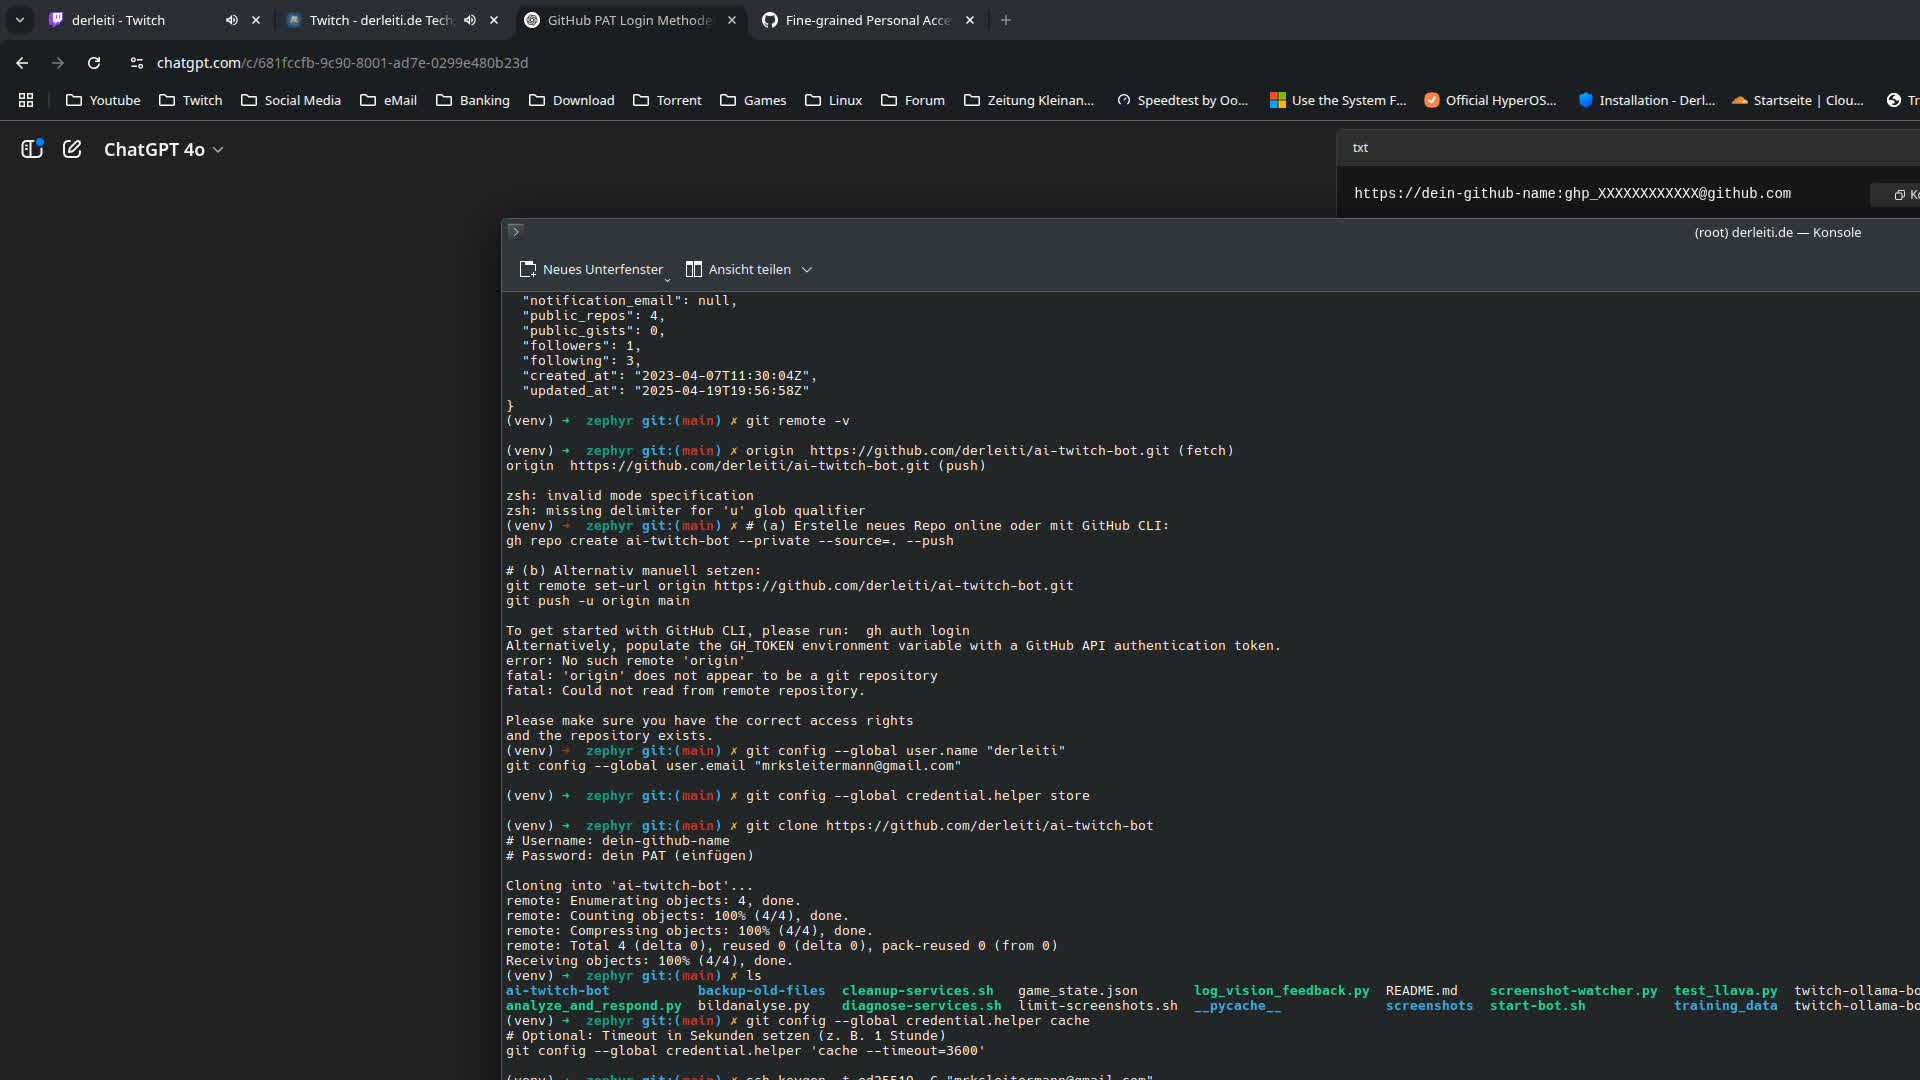 derleiti - Twitch
Twitch - derleiti.de Tech
GitHub PAT Login Methode
Fine-grained Personal Acce
chatgpt.com/c/681fccfb-9c90-8001-ad7e-0299e480b23d
Youtube Twitch Social Media eMail Banking Download Torrent Games Linux Forum Zeitung Kleinan... Speedtest by Oo... Use the System F... Official HyperOS... Installation - Derl... Startseite | Clou... Tr
ChatGPT 4o
txt
https://dein-github-name:ghp_XXXXXXXXXXXX@github.com
Ko
(root) derleiti.de — Konsole
Neues Unterfenster Ansicht teilen
"notification_email": null,
"public_repos": 4,
"public_gists": 0,
"followers": 1,
"following": 3,
"created_at": "2023-04-07T11:30:04Z",
"updated_at": "2025-04-19T19:56:58Z"
}
(venv) ➜  zephyr git:(main) ✗ git remote -v
(venv) ➜  zephyr git:(main) ✗ origin  https://github.com/derleiti/ai-twitch-bot.git (fetch)
origin  https://github.com/derleiti/ai-twitch-bot.git (push)
zsh: invalid mode specification
zsh: missing delimiter for 'u' glob qualifier
(venv) ➜  zephyr git:(main) ✗ # (a) Erstelle neues Repo online oder mit GitHub CLI:
gh repo create ai-twitch-bot --private --source=. --push
# (b) Alternativ manuell setzen:
git remote set-url origin https://github.com/derleiti/ai-twitch-bot.git
git push -u origin main
To get started with GitHub CLI, please run:  gh auth login
Alternatively, populate the GH_TOKEN environment variable with a GitHub API authentication token.
error: No such remote 'origin'
fatal: 'origin' does not appear to be a git repository
fatal: Could not read from remote repository.
Please make sure you have the correct access rights
and the repository exists.
(venv) ➜  zephyr git:(main) ✗ git config --global user.name "derleiti"
git config --global user.email "mrksleitermann@gmail.com"
(venv) ➜  zephyr git:(main) ✗ git config --global credential.helper store
(venv) ➜  zephyr git:(main) ✗ git clone https://github.com/derleiti/ai-twitch-bot
# Username: dein-github-name
# Password: dein PAT (einfügen)
Cloning into 'ai-twitch-bot'...
remote: Enumerating objects: 4, done.
remote: Counting objects: 100% (4/4), done.
remote: Compressing objects: 100% (4/4), done.
remote: Total 4 (delta 0), reused 0 (delta 0), pack-reused 0 (from 0)
Receiving objects: 100% (4/4), done.
(venv) ➜  zephyr git:(main) ✗ ls
ai-twitch-bot backup-old-files cleanup-services.sh game_state.json log_vision_feedback.py README.md screenshot-watcher.py test_llava.py twitch-ollama-bo
analyze_and_respond.py bildanalyse.py diagnose-services.sh limit-screenshots.sh __pycache__ screenshots start-bot.sh training_data twitch-ollama-bo
(venv) ➜  zephyr git:(main) ✗ git config --global credential.helper cache
# Optional: Timeout in Sekunden setzen (z. B. 1 Stunde)
git config --global credential.helper 'cache --timeout=3600'
(venv) ➜  zephyr git:(main) ✗ ssh-keygen -t ed25519 -C "mrksleitermann@gmail.com"